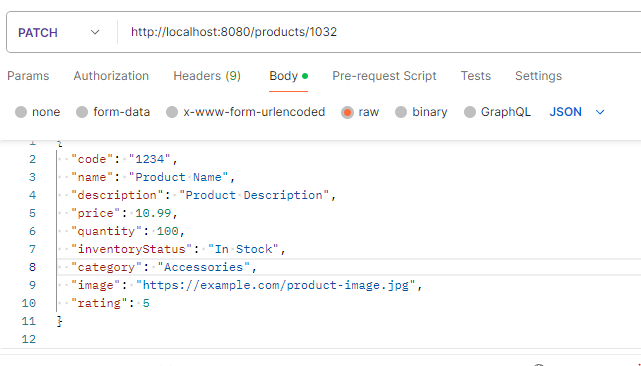 PATCH http://localhost:8080/products/1032
Params Authorization Headers (9) Body Pre-request Script Tests Settings
none form-data x-www-form-urlencoded raw binary GraphQL JSON
1 {
2 "code": "1234",
3 "name": "Product Name",
4 "description": "Product Description",
5 "price": 10.99,
6 "quantity": 100,
7 "inventoryStatus": "In Stock",
8 "category": "Accessories",
9 "image": "https://example.com/product-image.jpg",
10 "rating": 5
11 }
12